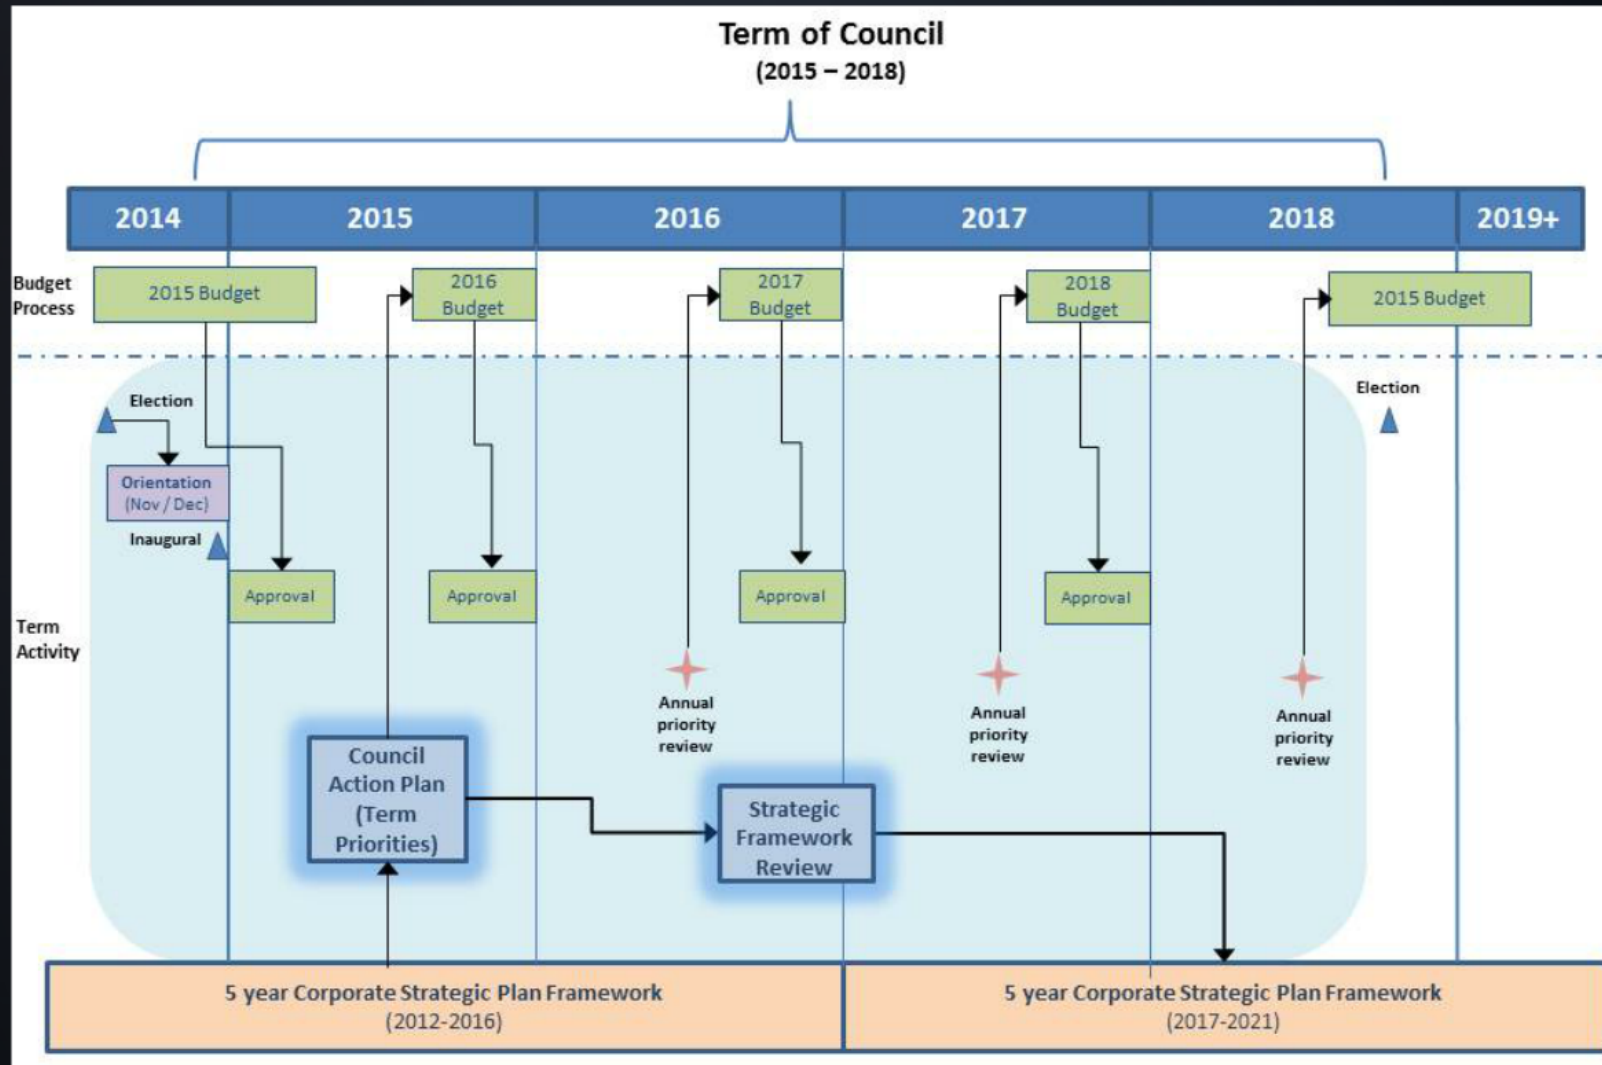 Term of Council
(2015 – 2018)
2014
2015
2016
2017
2018
2019+
Budget
Process
2015 Budget
2016
Budget
2017
Budget
2018
Budget
2015 Budget
Election
Election
Orientation
(Nov / Dec)
Inaugural
Approval
Approval
Approval
Approval
Term
Activity
Annual
priority
review
Annual
priority
review
Annual
priority
review
Council
Action Plan
(Term
Priorities)
Strategic
Framework
Review
5 year Corporate Strategic Plan Framework
(2012-2016)
5 year Corporate Strategic Plan Framework
(2017-2021)